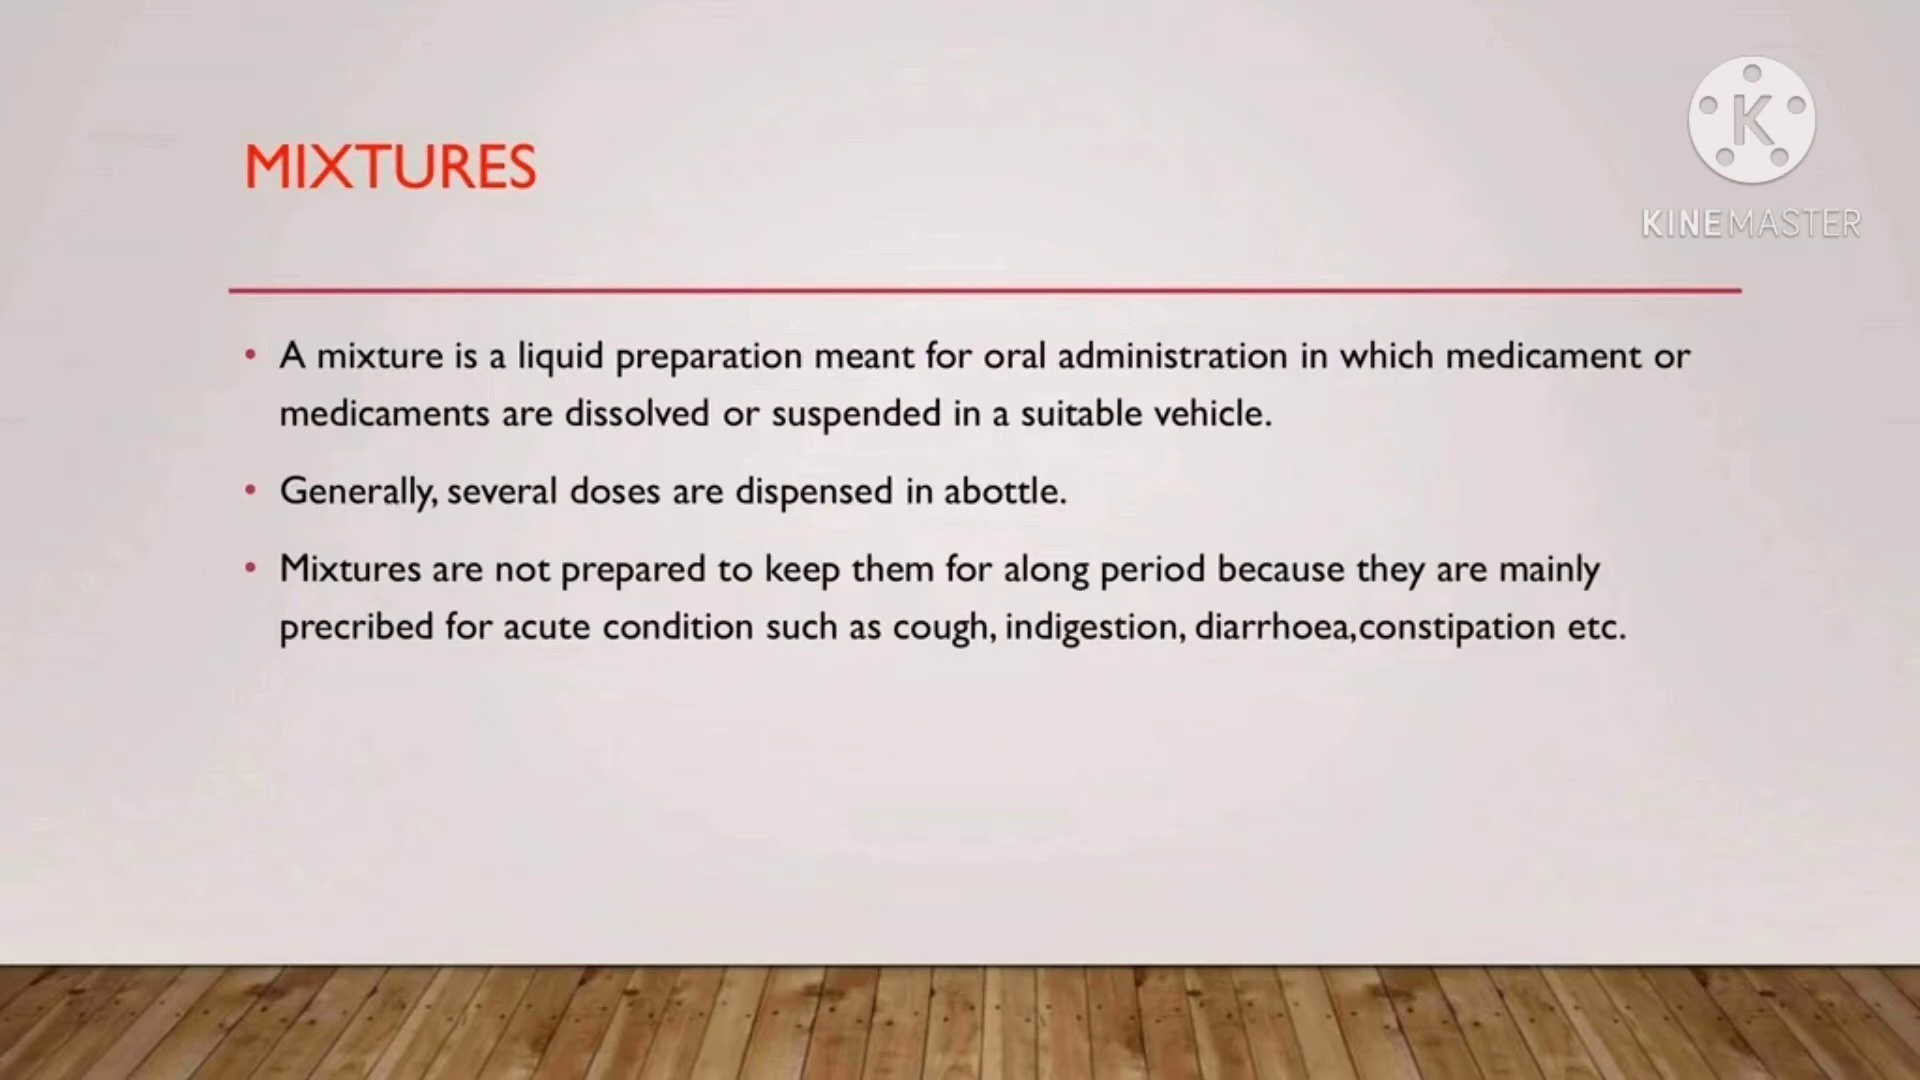 K
KINEMASTER
MIXTURES
• A mixture is a liquid preparation meant for oral administration in which medicament or
medicaments are dissolved or suspended in a suitable vehicle.
• Generally, several doses are dispensed in abottle.
• Mixtures are not prepared to keep them for along period because they are mainly
precribed for acute condition such as cough, indigestion, diarrhoea,constipation etc.